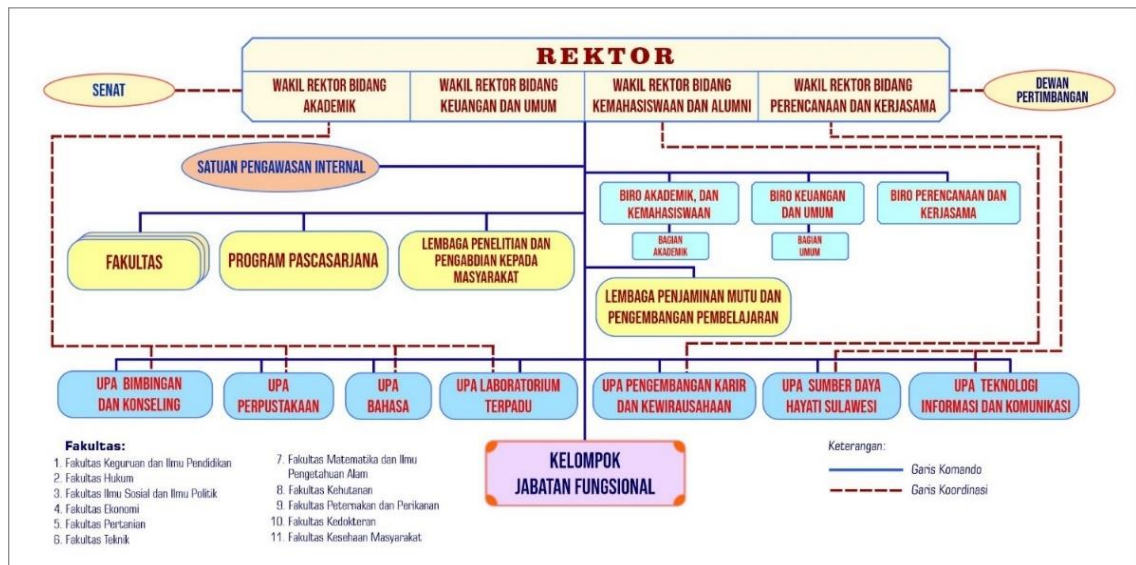 REKTOR
SENAT
WAKIL REKTOR BIDANG
AKADEMIK
WAKIL REKTOR BIDANG
KEUANGAN DAN UMUM
WAKIL REKTOR BIDANG
KEMAHASISWAAN DAN ALUMNI
WAKIL REKTOR BIDANG
PERENCANAAN DAN KERJASAMA
DEWAN
PERTIMBANGAN
SATUAN PENGAWASAN INTERNAL
BIRO AKADEMIK, DAN
KEMAHASISWAAN
BIRO KEUANGAN
DAN UMUM
BIRO PERENCANAAN DAN
KERJASAMA
BAGIAN
AKADEMIK
BAGIAN
UMUM
FAKULTAS
PROGRAM PASCASARJANA
LEMBAGA PENELITIAN DAN
PENGABDIAN KEPADA
MASYARAKAT
LEMBAGA PENJAMINAN MUTU DAN
PENGEMBANGAN PEMBELAJARAN
UPA BIMBINGAN
DAN KONSELING
UPA
PERPUSTAKAAN
UPA
BAHASA
UPA LABORATORIUM
TERPADU
UPA PENGEMBANGAN KARIR
DAN KEWIRAUSAHAAN
UPA SUMBER DAYA
HAYATI SULAWESI
UPA TEKNOLOGI
INFORMASI DAN KOMUNIKASI
KELOMPOK
JABATAN FUNGSIONAL
Fakultas:
1. Fakultas Keguruan dan Ilmu Pendidikan
2. Fakultas Hukum
3. Fakultas Ilmu Sosial dan Ilmu Politik
4. Fakultas Ekonomi
5. Fakultas Pertanian
6. Fakultas Teknik
7. Fakultas Matematika dan Ilmu
Pengetahuan Alam
8. Fakultas Kehutanan
9. Fakultas Peternakan dan Perikanan
10. Fakultas Kedokteran
11. Fakultas Kesehaan Masyarakat
Keterangan:
Garis Komando
Garis Koordinasi